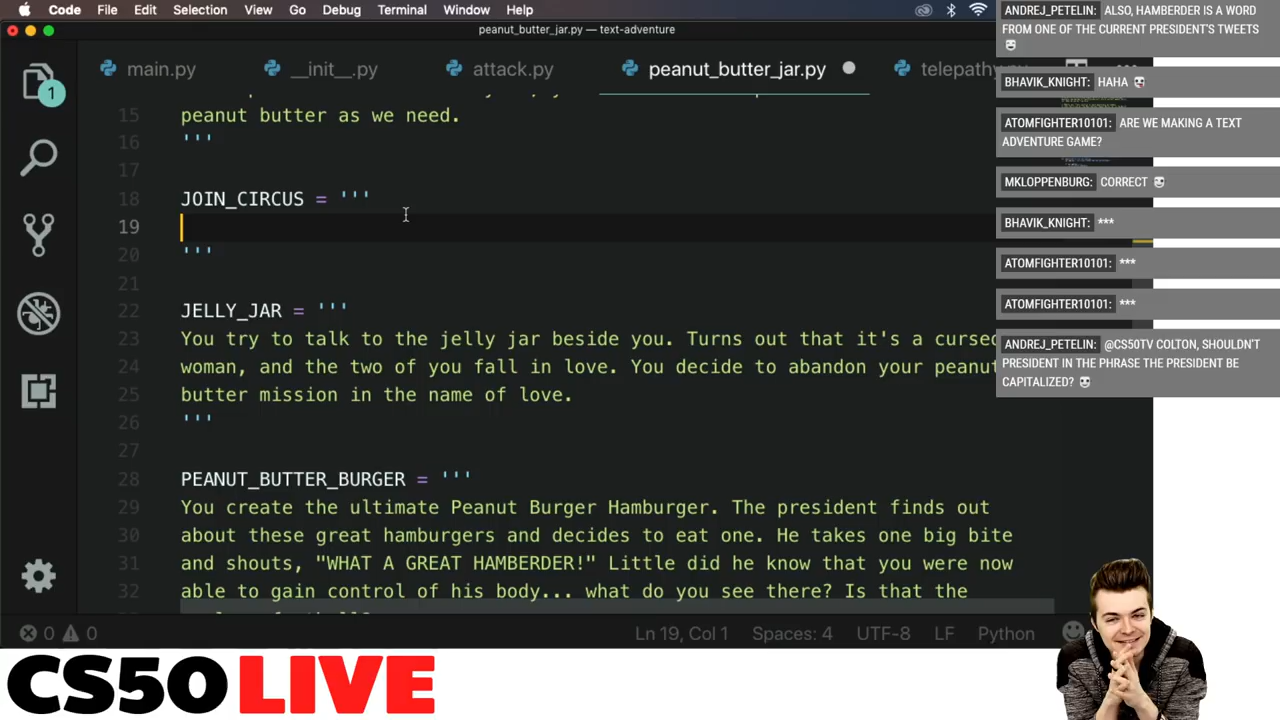 Code File Edit Selection View Go Debug Terminal Window Help
peanut_butter_jar.py — text-adventure
main.py __init__.py attack.py peanut_butter_jar.py telepathy
1
15 peanut butter as we need.
16 '''
17
18 JOIN_CIRCUS = '''
19
20 '''
21
22 JELLY_JAR = '''
23 You try to talk to the jelly jar beside you. Turns out that it's a cursed
24 woman, and the two of you fall in love. You decide to abandon your peanut
25 butter mission in the name of love.
26 '''
27
28 PEANUT_BUTTER_BURGER = '''
29 You create the ultimate Peanut Burger Hamburger. The president finds out
30 about these great hamburgers and decides to eat one. He takes one big bite
31 and shouts, "WHAT A GREAT HAMBERDER!" Little did he know that you were now
32 able to gain control of his body... what do you see there? Is that the
0 0 Ln 19, Col 1 Spaces: 4 UTF-8 LF Python
ANDREJ_PETELIN: ALSO, HAMBERDER IS A WORD
FROM ONE OF THE CURRENT PRESIDENT'S TWEETS
BHAVIK_KNIGHT: HAHA
ATOMFIGHTER10101: ARE WE MAKING A TEXT
ADVENTURE GAME?
MKLOPPENBURG: CORRECT
BHAVIK_KNIGHT: ***
ATOMFIGHTER10101: ***
ATOMFIGHTER10101: ***
ANDREJ_PETELIN: @CS50TV COLTON, SHOULDN'T
PRESIDENT IN THE PHRASE THE PRESIDENT BE
CAPITALIZED?
CS50 LIVE